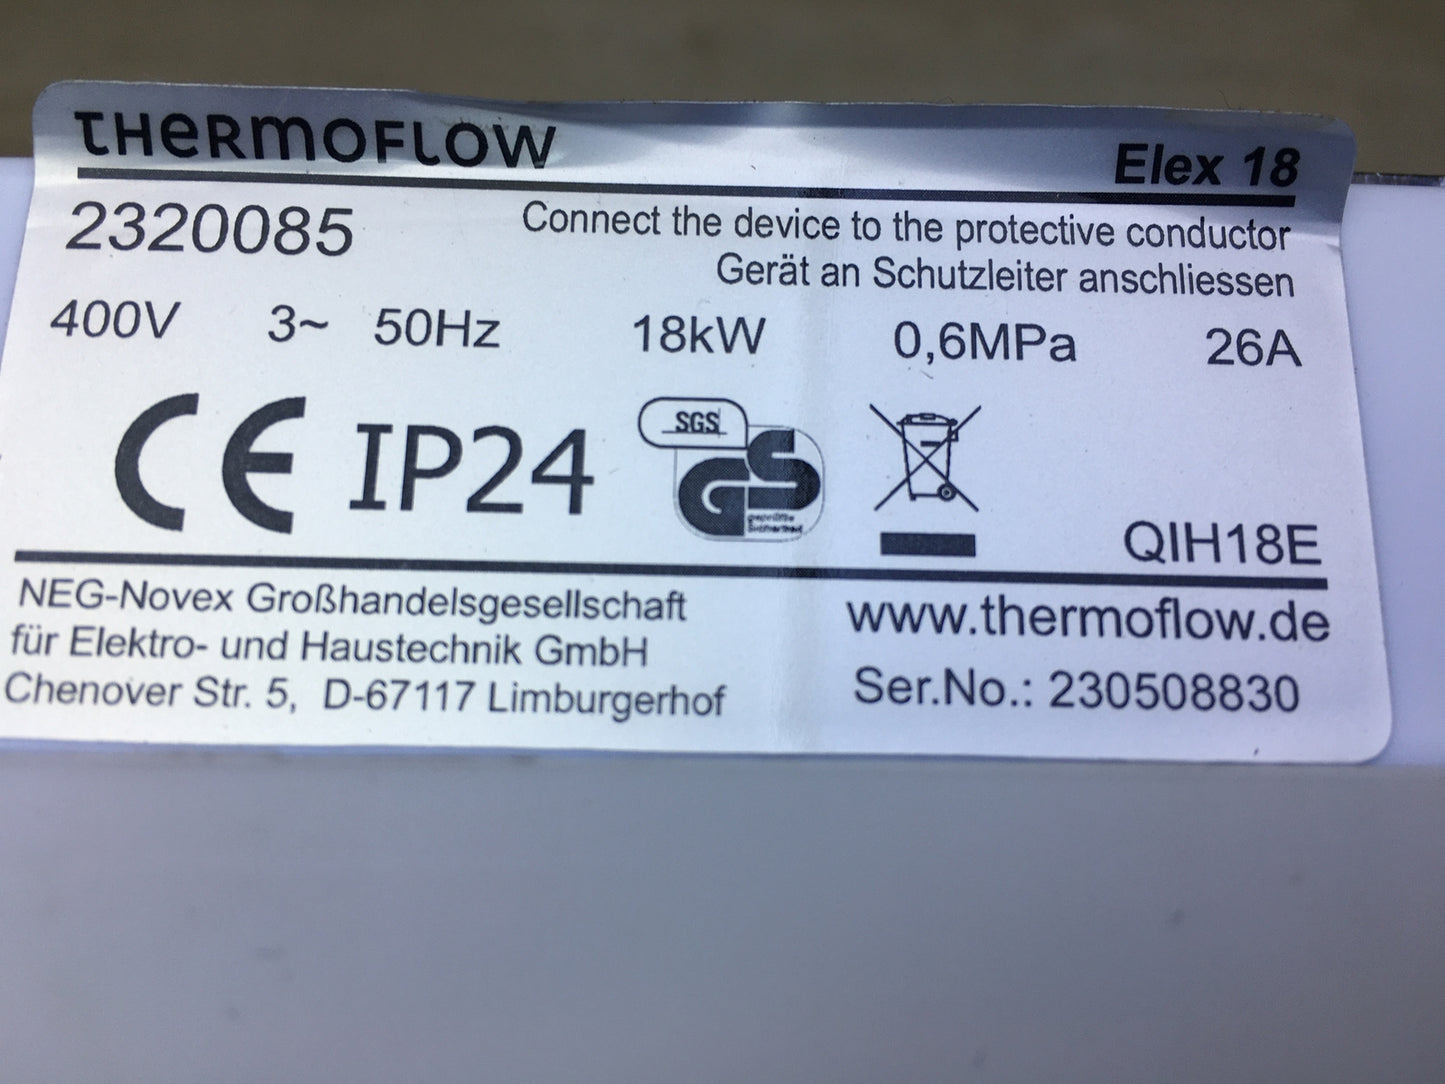 THERMOFLOW Elex 18
2320085 Connect the device to the protective conductor
Gerät an Schutzleiter anschliessen
400V 3~ 50Hz 18kW 0,6MPa 26A
CE IP24 SGS GS
geprüfte
Sicherheit
QIH18E
NEG-Novex Großhandelsgesellschaft
für Elektro- und Haustechnik GmbH
Chenover Str. 5, D-67117 Limburgerhof
www.thermoflow.de
Ser.No.: 230508830